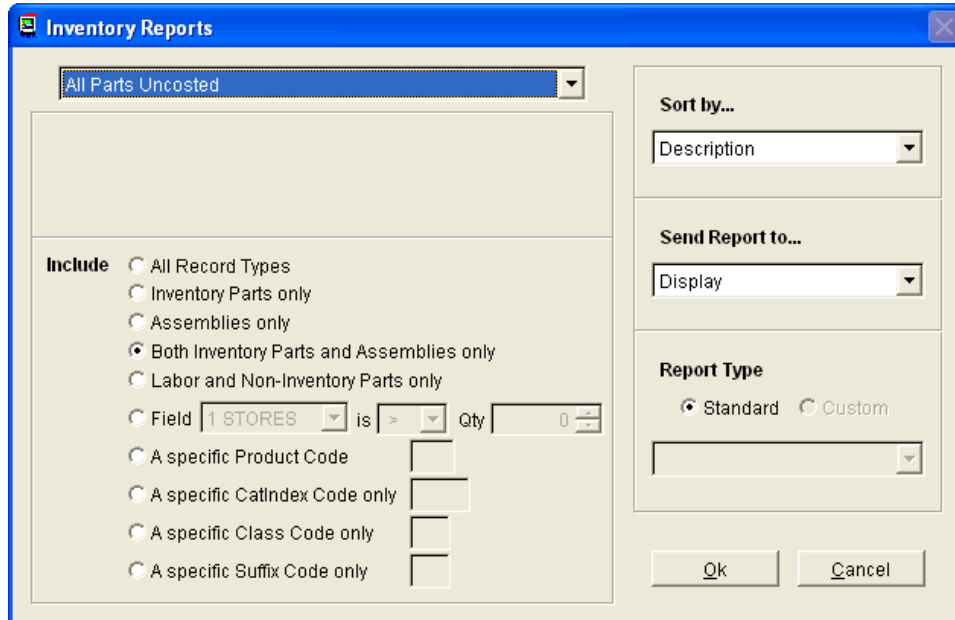 Inventory Reports
All Parts Uncosted
Sort by...
Description
Send Report to...
Display
Include
All Record Types
Inventory Parts only
Assemblies only
Both Inventory Parts and Assemblies only
Labor and Non-Inventory Parts only
Field 1 STORES is > Qty 0
A specific Product Code
A specific CatIndex Code only
A specific Class Code only
A specific Suffix Code only
Report Type
Standard Custom
Ok Cancel